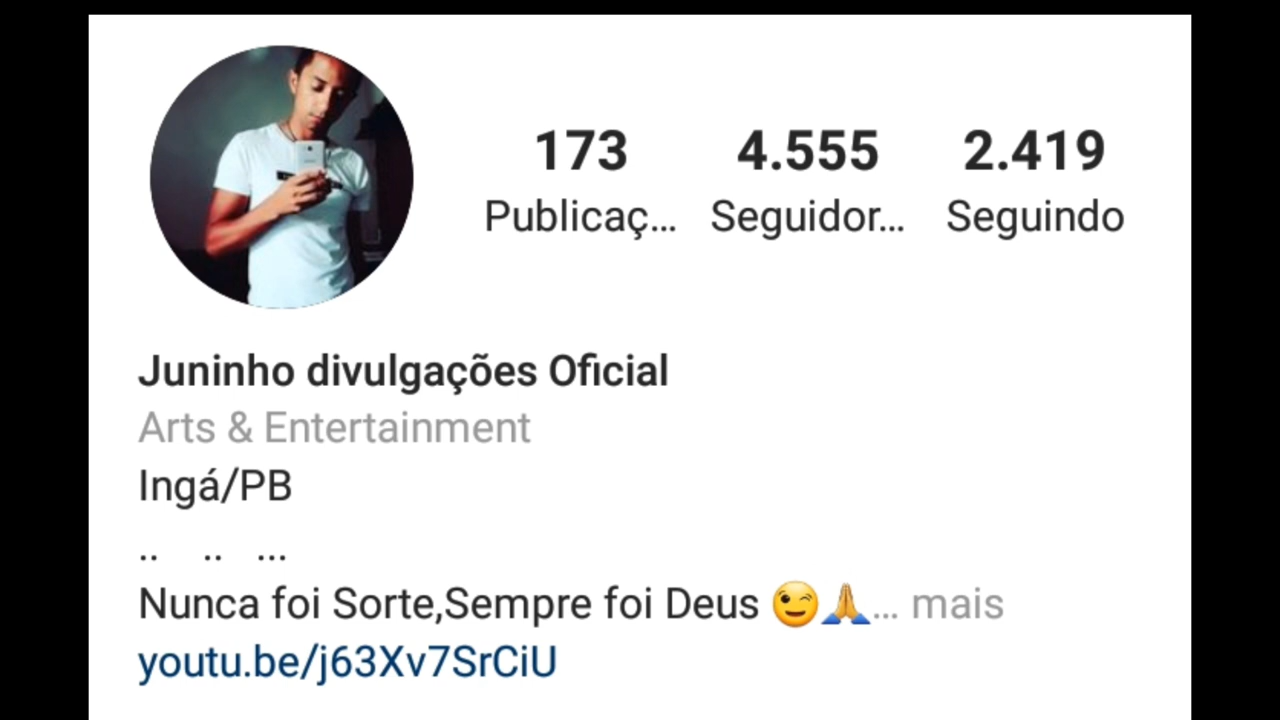 173 4.555 2.419
Publicaç... Seguidor... Seguindo
Juninho divulgações Oficial
Arts & Entertainment
Ingá/PB
.. .. ...
Nunca foi Sorte,Sempre foi Deus 😉🙏... mais
youtu.be/j63Xv7SrCiU